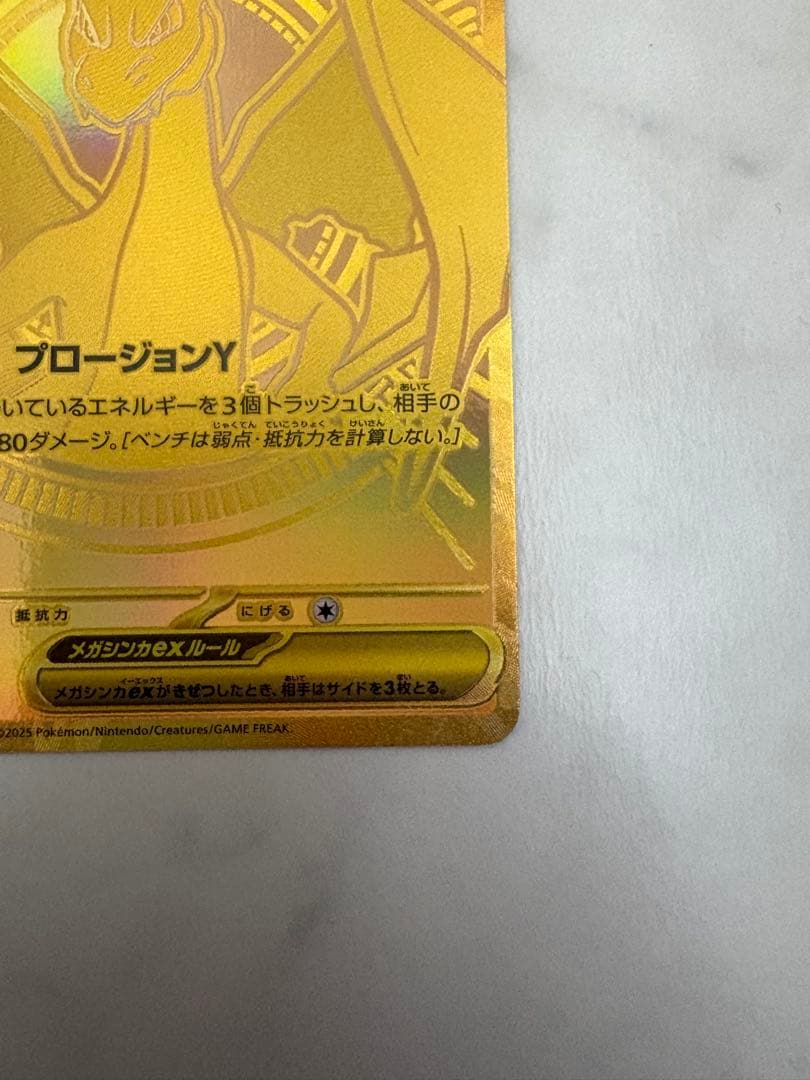 プロージョンY
いているエネルギーを3個トラッシュし、相手の
80ダメージ。[ベンチは弱点・抵抗力を計算しない。]
抵抗力 にげる
メガシンカexルール
メガシンカexがきぜつしたとき、相手はサイドを3枚とる。
©2025 Pokémon/Nintendo/Creatures/GAME FREAK.